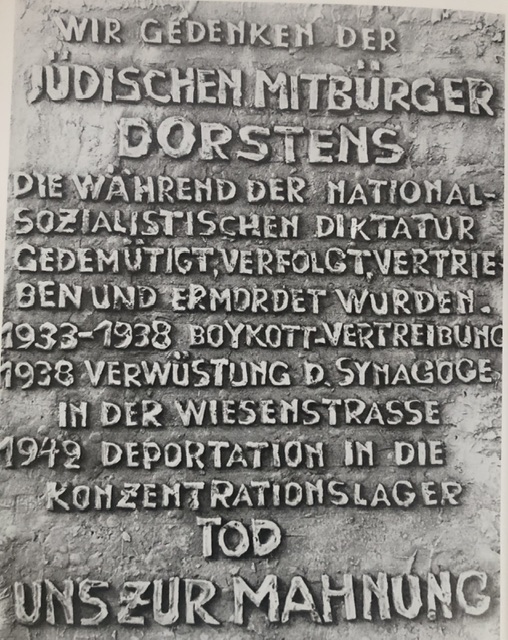 WIR GEDENKEN DER
JÜDISCHEN MITBÜRGER
DORSTENS
DIE WÄHREND DER NATIONAL-
SOZIALISTISCHEN DIKTATUR
GEDEMÜTIGT, VERFOLGT, VERTRIE-
BEN UND ERMORDET WURDEN.
1933-1938 BOYKOTT-VERTREIBUNG
1938 VERWÜSTUNG D. SYNAGOGE
IN DER WIESENSTRASSE
1942 DEPORTATION IN DIE
KONZENTRATIONSLAGER
TOD
UNS ZUR MAHNUNG